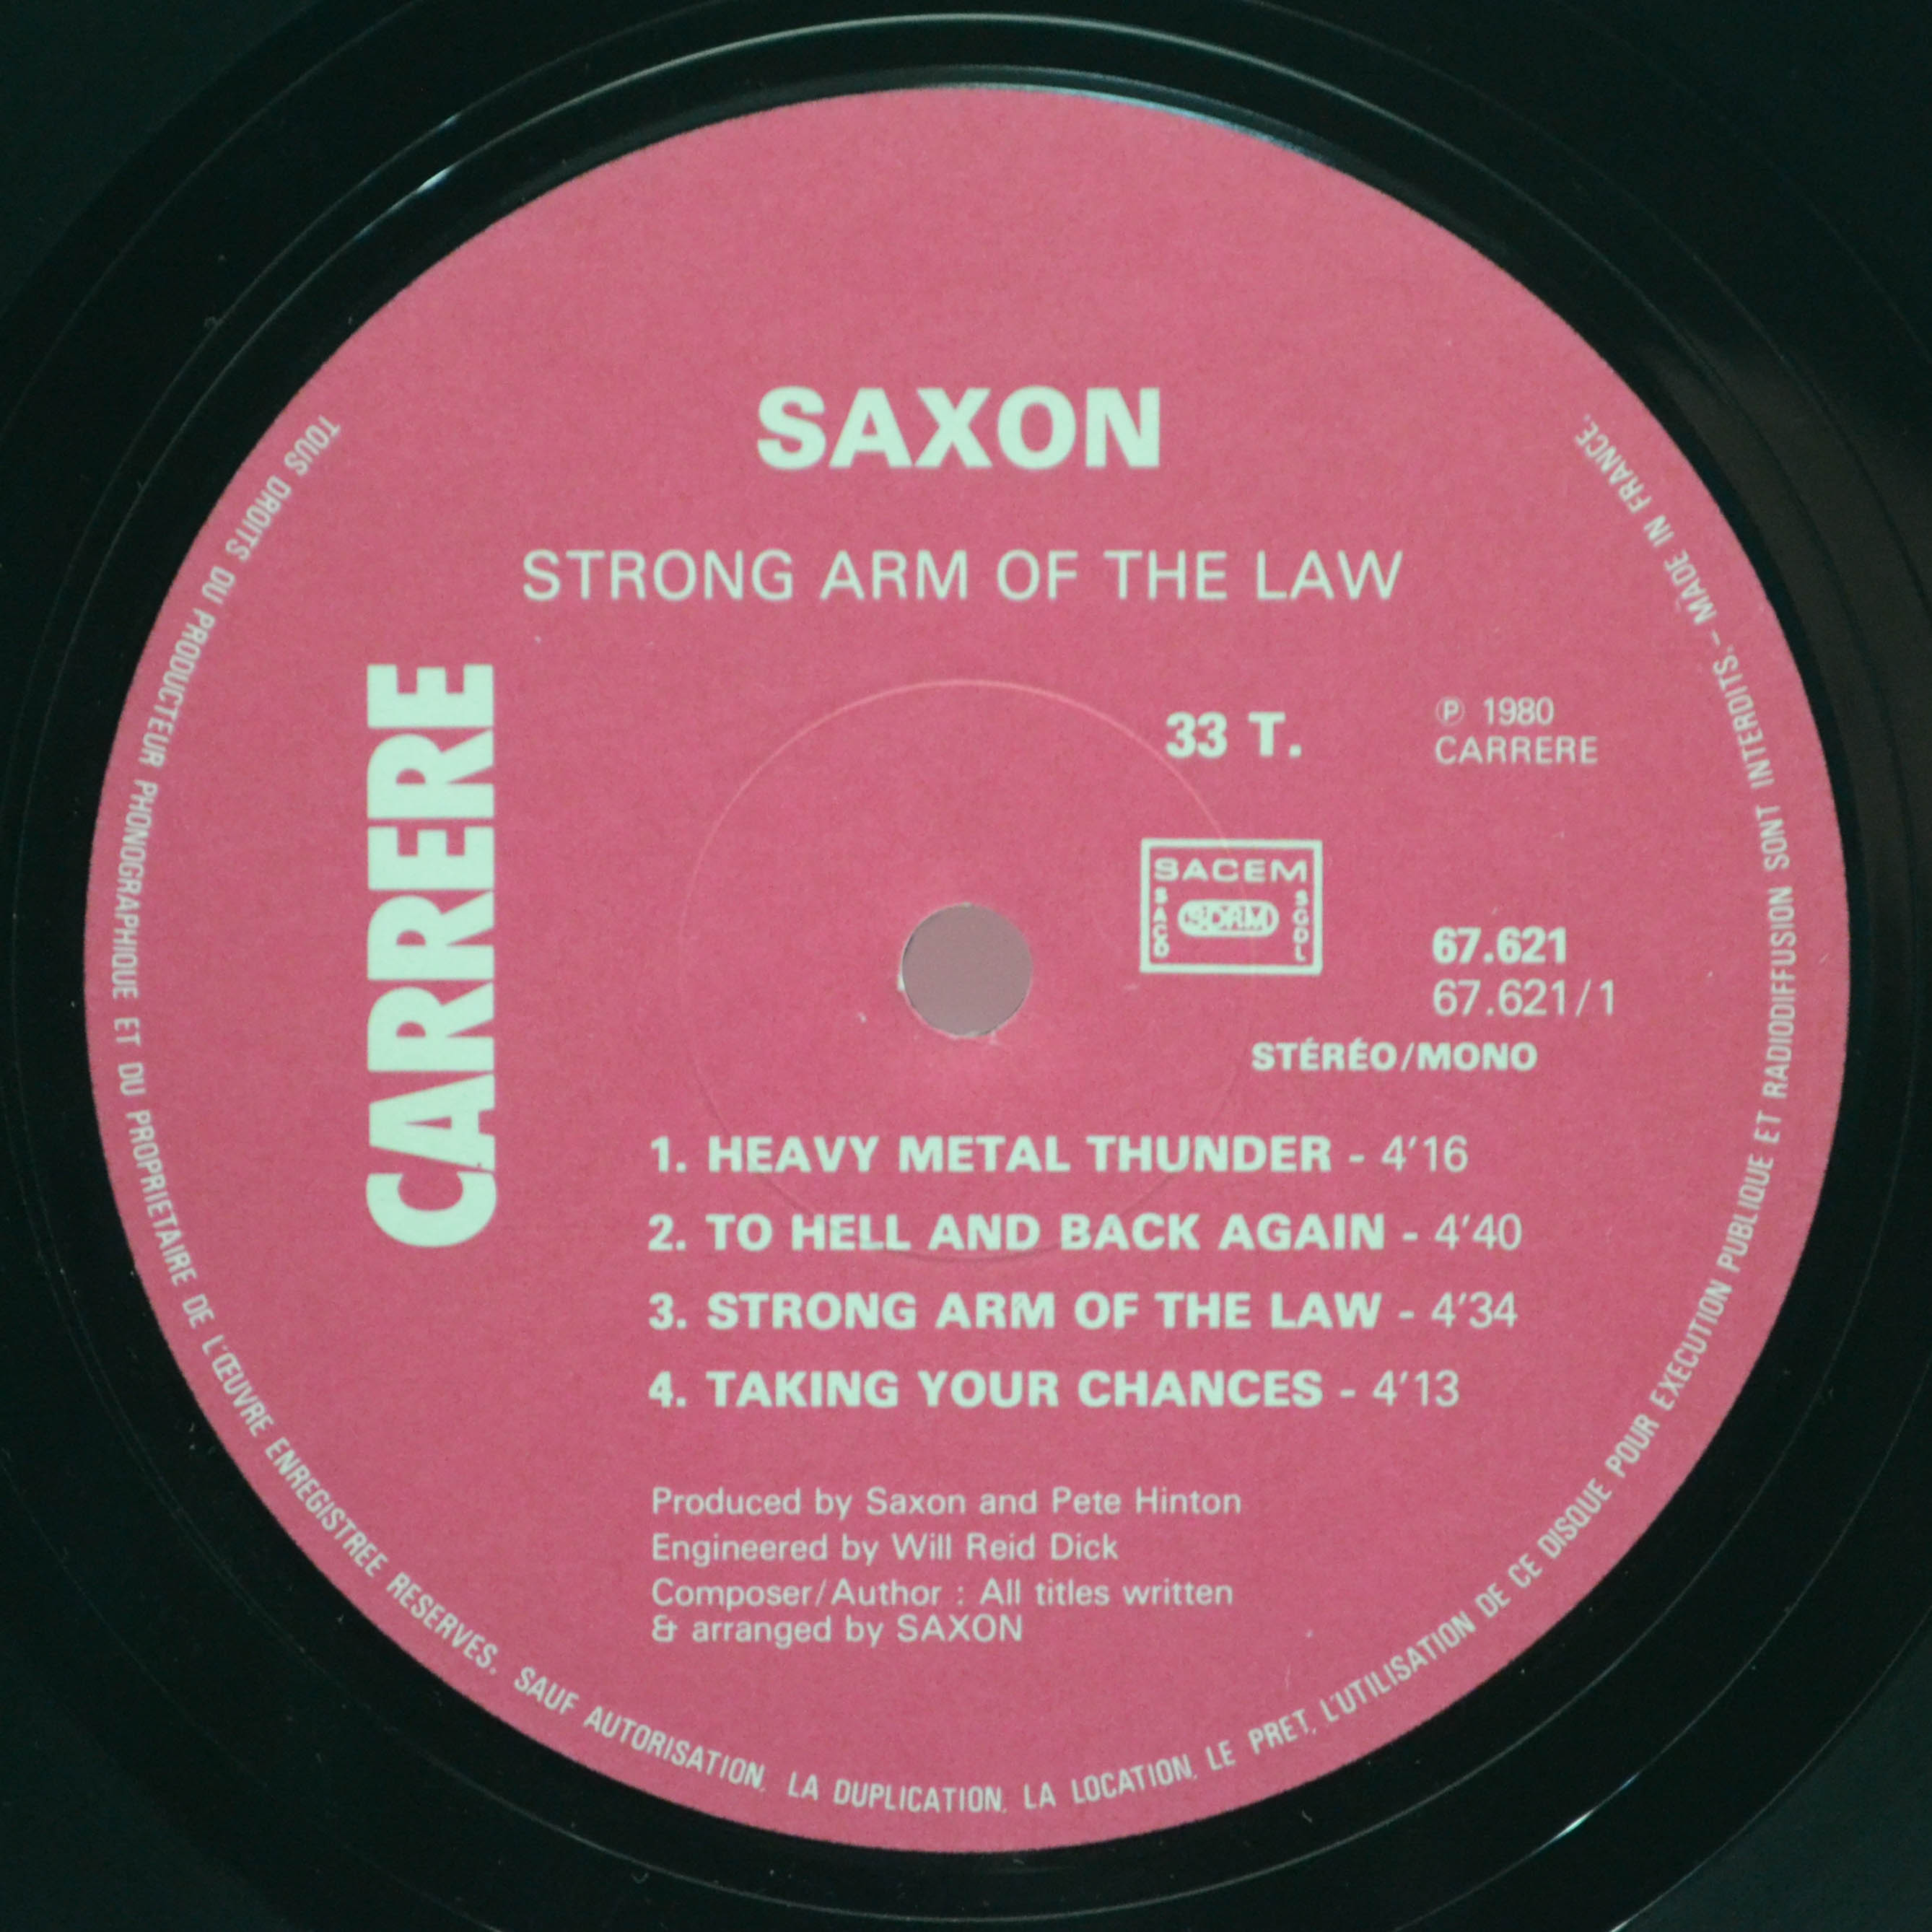 SAXON
STRONG ARM OF THE LAW
CARRERE
33 T.
℗ 1980
CARRERE
SACEM
SACD
SDRM
SGDL
67.621
67.621/1
STÉRÉO/MONO
1. HEAVY METAL THUNDER - 4'16
2. TO HELL AND BACK AGAIN - 4'40
3. STRONG ARM OF THE LAW - 4'34
4. TAKING YOUR CHANCES - 4'13
Produced by Saxon and Pete Hinton
Engineered by Will Reid Dick
Composer/Author : All titles written
& arranged by SAXON
TOUS DROITS DU PRODUCTEUR PHONOGRAPHIQUE ET DU PROPRIETAIRE DE L'ŒUVRE ENREGISTREE RESERVES. SAUF AUTORISATION, LA DUPLICATION, LA LOCATION, LE PRET, L'UTILISATION DE CE DISQUE POUR EXECUTION PUBLIQUE ET RADIODIFFUSION SONT INTERDITS. - MADE IN FRANCE.